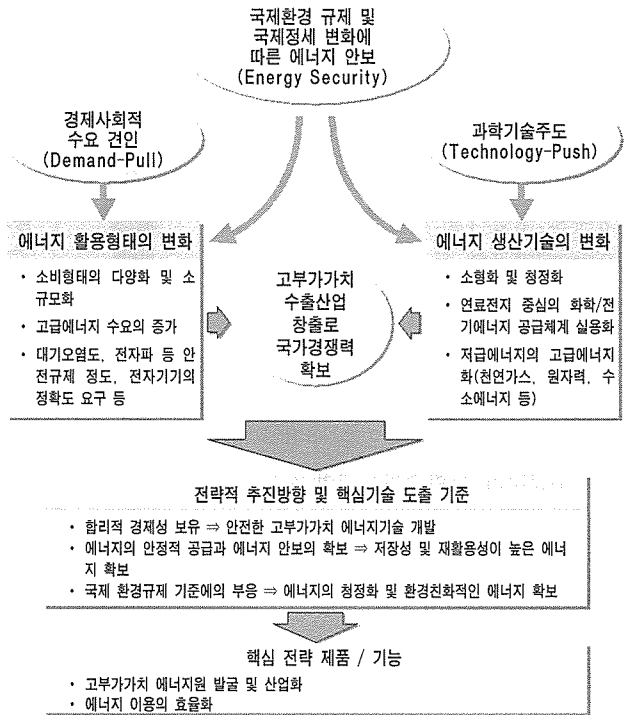 국제환경 규제 및
국제정세 변화에
따른 에너지 안보
(Energy Security)
경제사회적
수요 견인
(Demand-Pull)
과학기술주도
(Technology-Push)
에너지 활용형태의 변화
• 소비형태의 다양화 및 소
규모화
• 고급에너지 수요의 증가
• 대기오염도, 전자파 등 안
전규제 정도, 전자기기의
정확도 요구 등
고부가가치
수출산업
창출로
국가경쟁력
확보
에너지 생산기술의 변화
• 소형화 및 청정화
• 연료전지 중심의 화학/전
기에너지 공급체계 실용화
• 저급에너지의 고급에너지
화(천연가스, 원자력, 수
소에너지 등)
전략적 추진방향 및 핵심기술 도출 기준
• 합리적 경제성 보유 ⇒ 안전한 고부가가치 에너지기술 개발
• 에너지의 안정적 공급과 에너지 안보의 확보 ⇒ 저장성 및 재활용성이 높은 에너
지 확보
• 국제 환경규제 기준에의 부응 ⇒ 에너지의 청정화 및 환경친화적인 에너지 확보
핵심 전략 제품 / 기능
• 고부가가치 에너지원 발굴 및 산업화
• 에너지 이용의 효율화